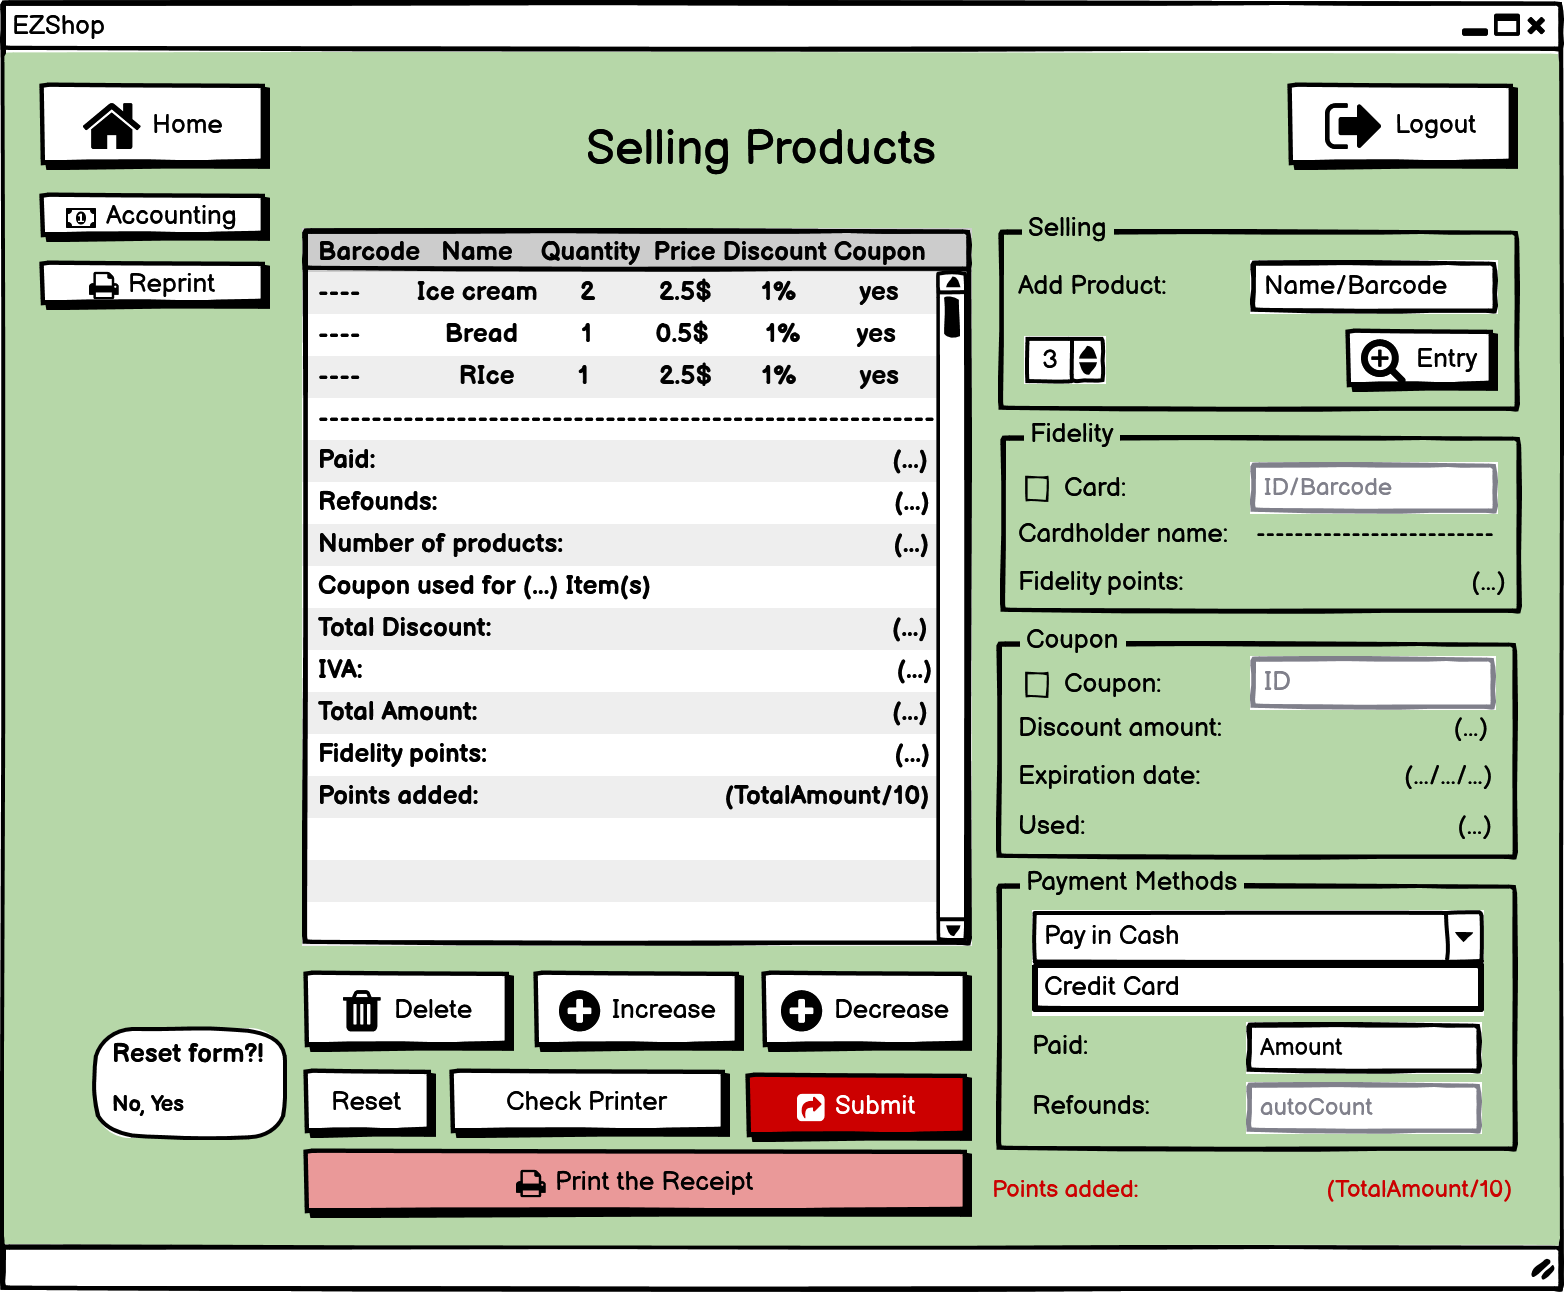 EZShop
Home
Logout
Selling Products
Accounting
Reprint
Barcode Name Quantity Price Discount Coupon
---- Ice cream 2 2.5$ 1% yes
---- Bread 1 0.5$ 1% yes
---- RIce 1 2.5$ 1% yes
------------------------------------------------------------
Paid: (...)
Refounds: (...)
Number of products: (...)
Coupon used for (...) Item(s)
Total Discount: (...)
IVA: (...)
Total Amount: (...)
Fidelity points: (...)
Points added: (TotalAmount/10)
Selling
Add Product: Name/Barcode
3 Entry
Fidelity
Card: ID/Barcode
Cardholder name: -------------------------
Fidelity points: (...)
Coupon
Coupon: ID
Discount amount: (...)
Expiration date: (.../.../...)
Used: (...)
Payment Methods
Pay in Cash
Credit Card
Paid: Amount
Refounds: autoCount
Points added: (TotalAmount/10)
Delete Increase Decrease
Reset form?!
No, Yes
Reset Check Printer Submit
Print the Receipt